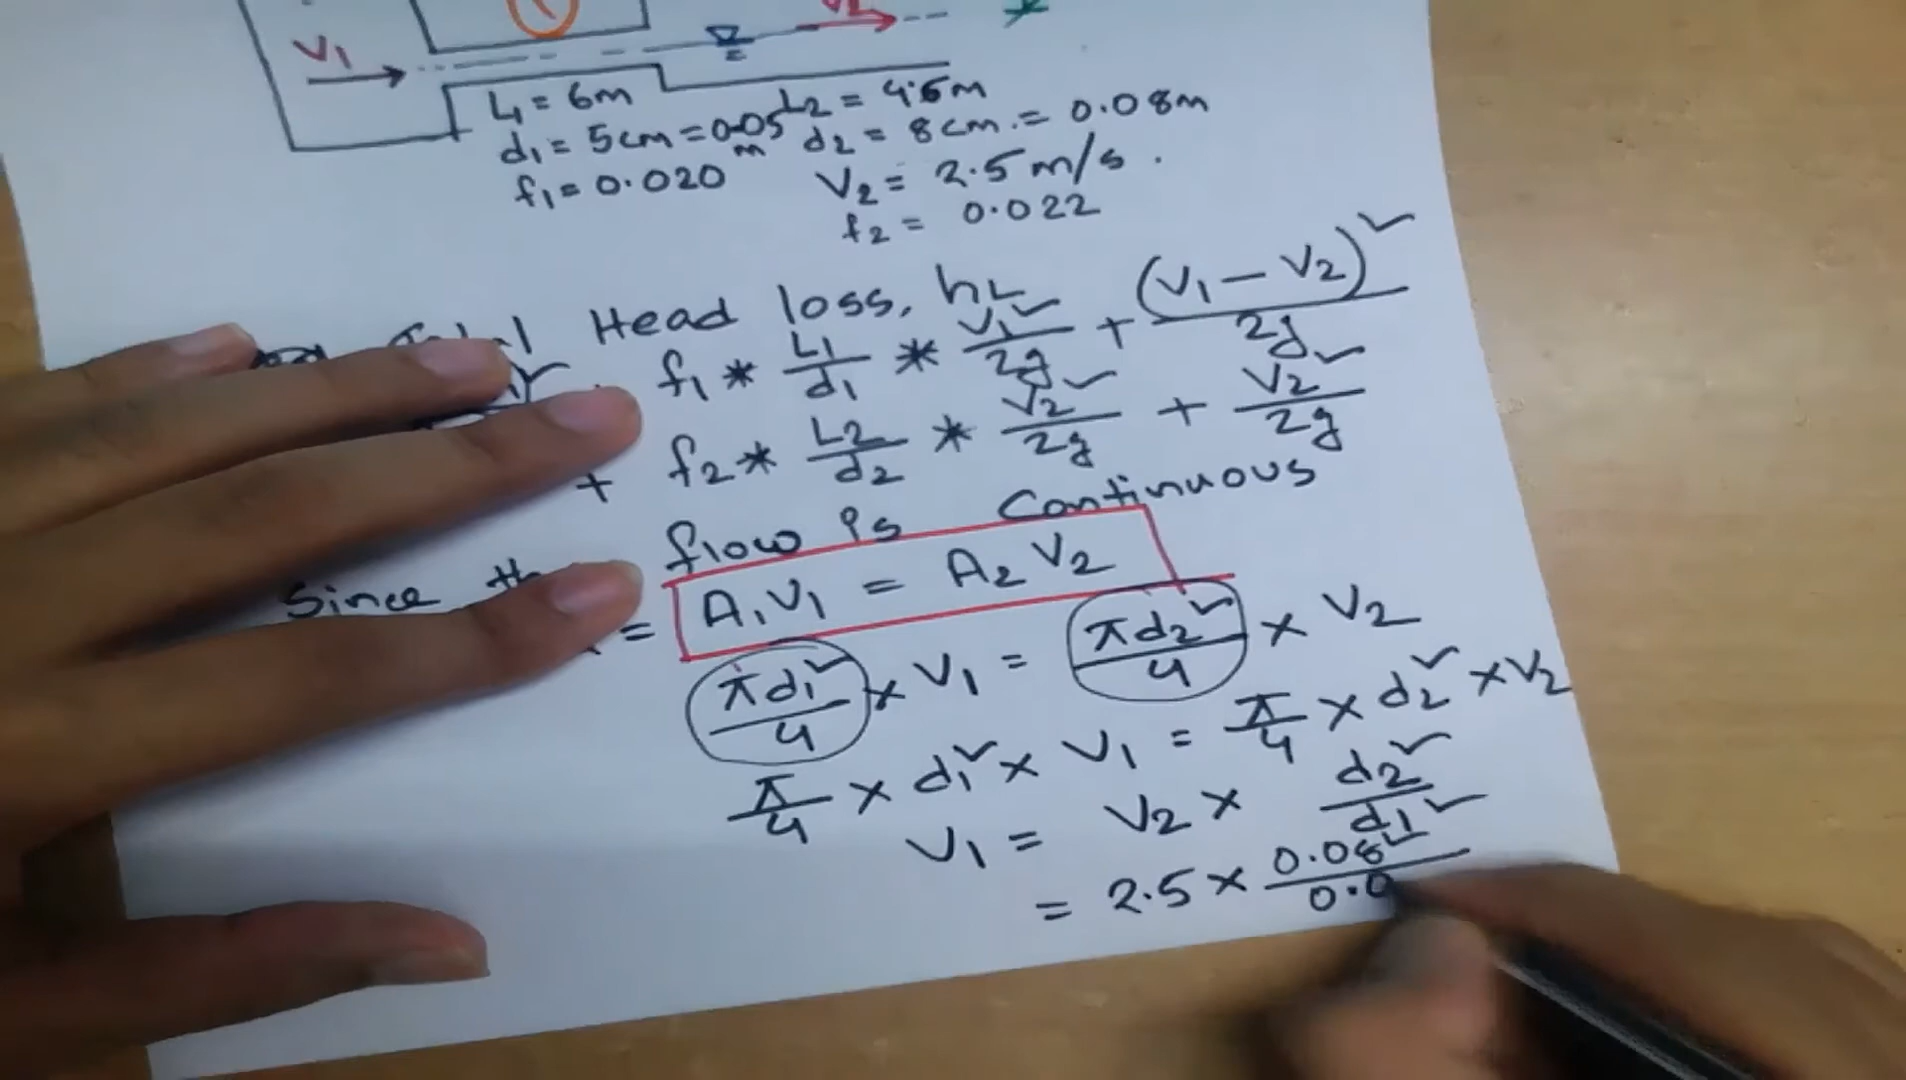 V2
V1
L1 = 6m L2 = 4.5m
d1 = 5cm = 0.05 m d2 = 8cm. = 0.08m
f1 = 0.020 V2 = 2.5 m/s.
f2 = 0.022
Head loss, hL
f1 * L1/d1 * V1²/2g + (V1 - V2)²/2g
+ f2 * L2/d2 * V2²/2g + V2²/2g
Since flow is continuous
= A1V1 = A2V2
πd1²/4 × V1 = πd2²/4 × V2
π/4 × d1² × V1 = π/4 × d2² × V2
V1 = V2 × d2²/d1²
= 2.5 × 0.08²/0.0